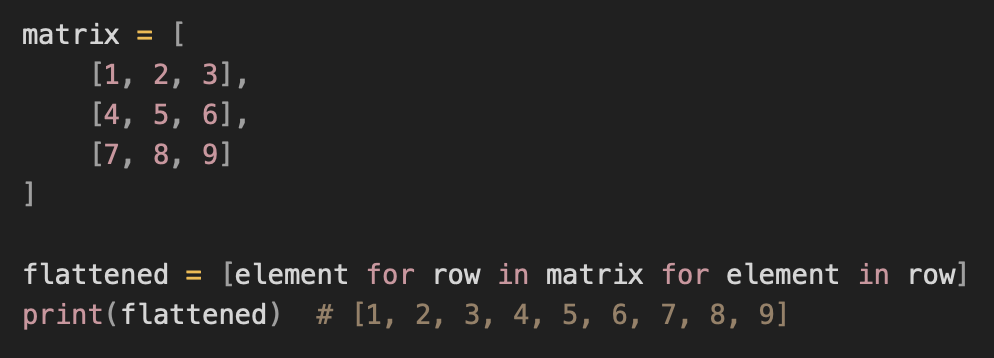 matrix = [
    [1, 2, 3],
    [4, 5, 6],
    [7, 8, 9]
]

flattened = [element for row in matrix for element in row]
print(flattened)  # [1, 2, 3, 4, 5, 6, 7, 8, 9]